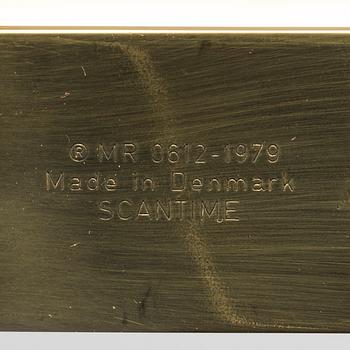 ® MR 0612-1979
Made in Denmark
SCANTIME